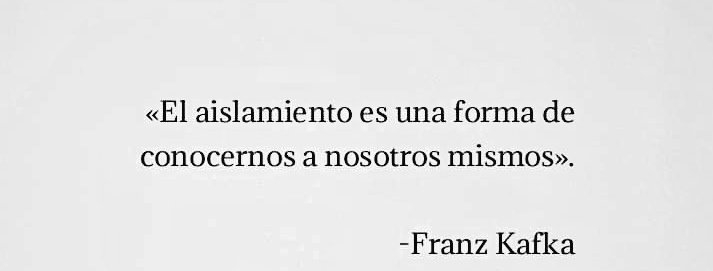 «El aislamiento es una forma de
conocernos a nosotros mismos».
-Franz Kafka